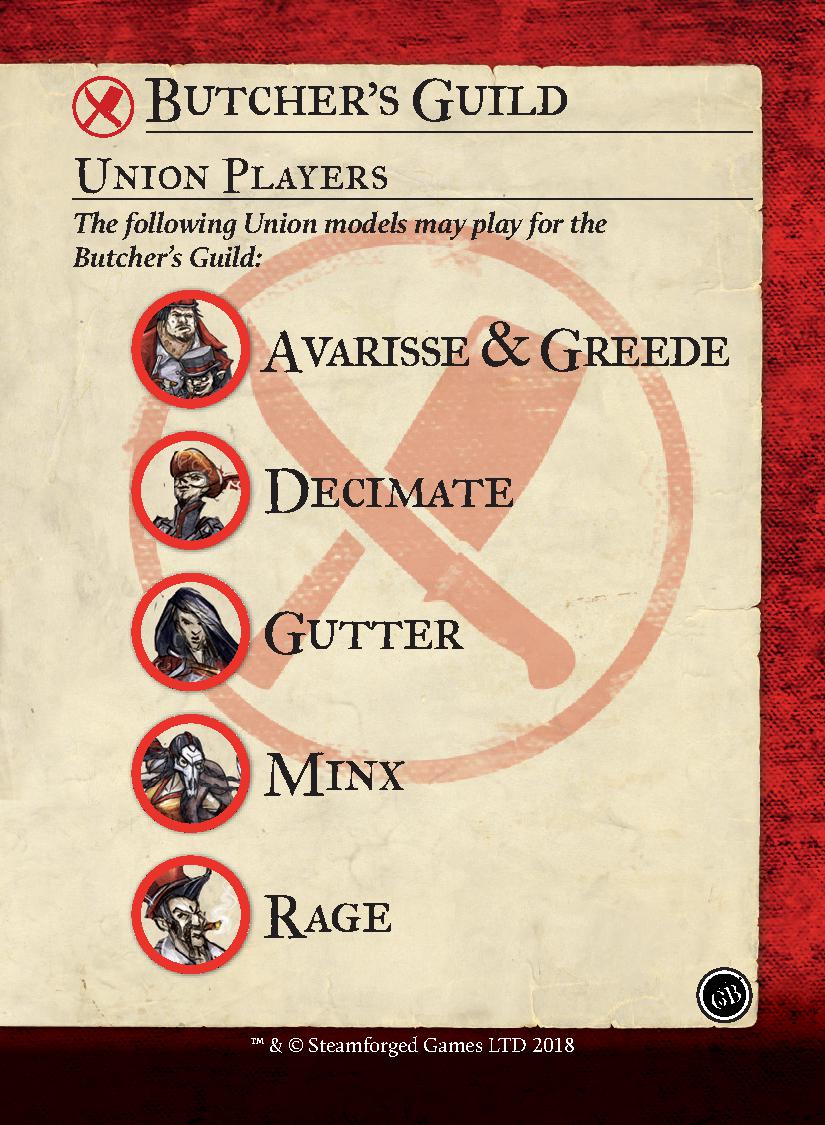 Butcher's Guild
Union Players
The following Union models may play for the
Butcher's Guild:
Avarisse & Greede
Decimate
Gutter
Minx
Rage
GB
™ & © Steamforged Games LTD 2018